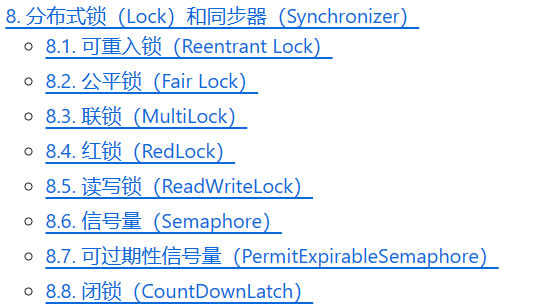 8. 分布式锁（Lock）和同步器（Synchronizer）
8.1. 可重入锁（Reentrant Lock）
8.2. 公平锁（Fair Lock）
8.3. 联锁（MultiLock）
8.4. 红锁（RedLock）
8.5. 读写锁（ReadWriteLock）
8.6. 信号量（Semaphore）
8.7. 可过期性信号量（PermitExpirableSemaphore）
8.8. 闭锁（CountDownLatch）